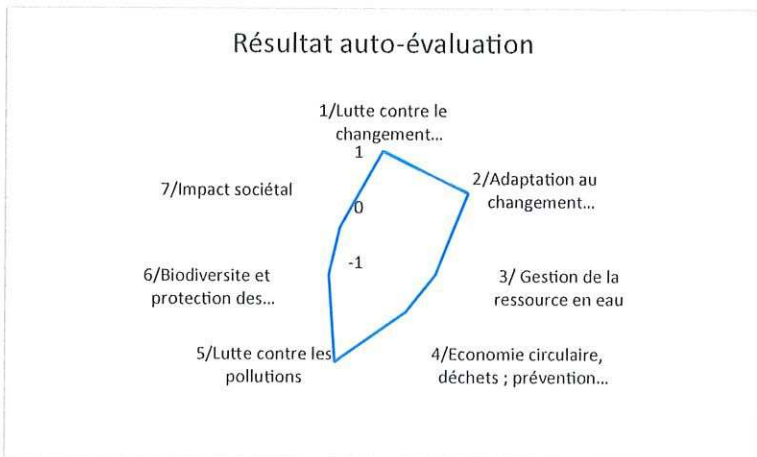 Résultat auto-évaluation
1/Lutte contre le
changement...
1
2/Adaptation au
changement...
7/Impact sociétal
0
-1
6/Biodiversite et
protection des...
3/ Gestion de la
ressource en eau
5/Lutte contre les
pollutions
4/Economie circulaire,
déchets ; prévention...